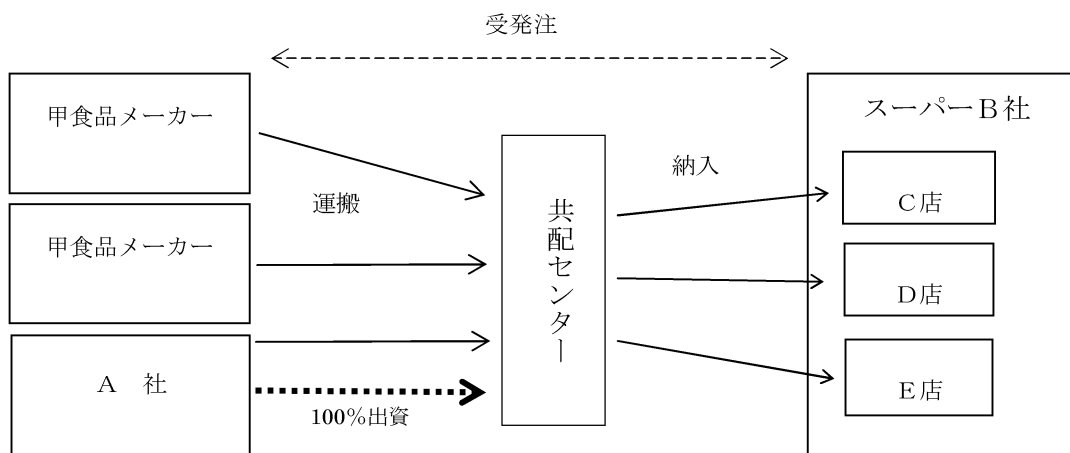 受発注
甲食品メーカー
甲食品メーカー
A　社
運搬
100%出資
共配センター
納入
スーパーB社
C店
D店
E店